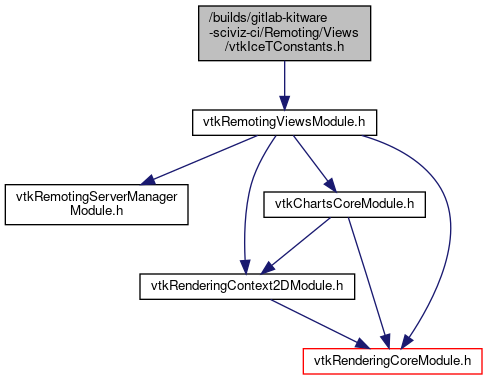 /builds/gitlab-kitware
-sciviz-ci/Remoting/Views
/vtkIceTConstants.h
vtkRemotingViewsModule.h
vtkRemotingServerManager
Module.h
vtkChartsCoreModule.h
vtkRenderingContext2DModule.h
vtkRenderingCoreModule.h